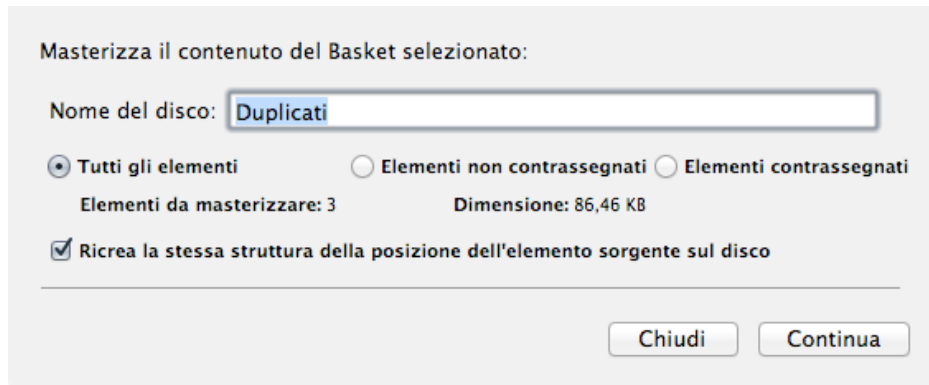 Masterizza il contenuto del Basket selezionato:
Nome del disco: Duplicati
Tutti gli elementi Elementi non contrassegnati Elementi contrassegnati
Elementi da masterizzare: 3 Dimensione: 86,46 KB
Ricrea la stessa struttura della posizione dell'elemento sorgente sul disco
Chiudi Continua